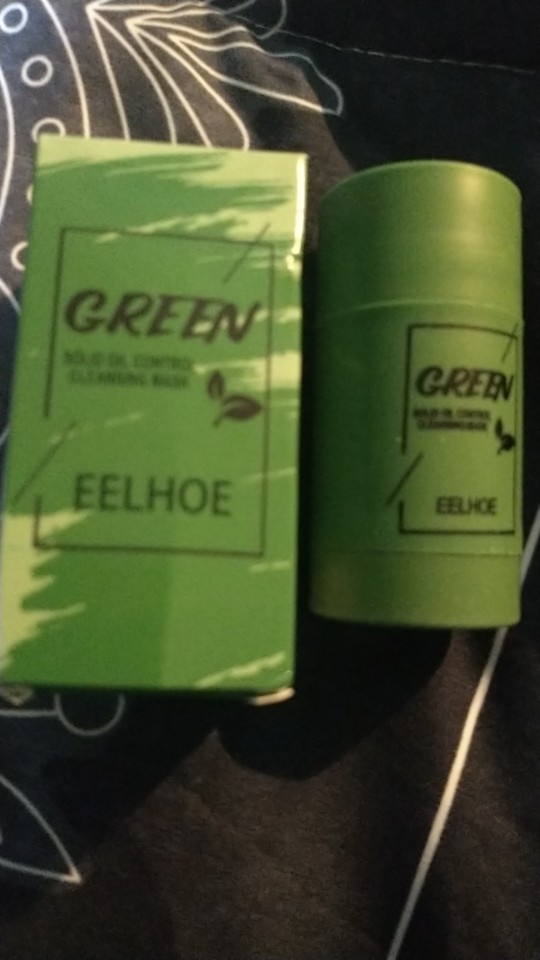 GREEN
SOLID OIL CONTROL
CLEANSING MASK
EELHOE
GREEN
SOLID OIL CONTROL
CLEANSING MASK
EELHOE